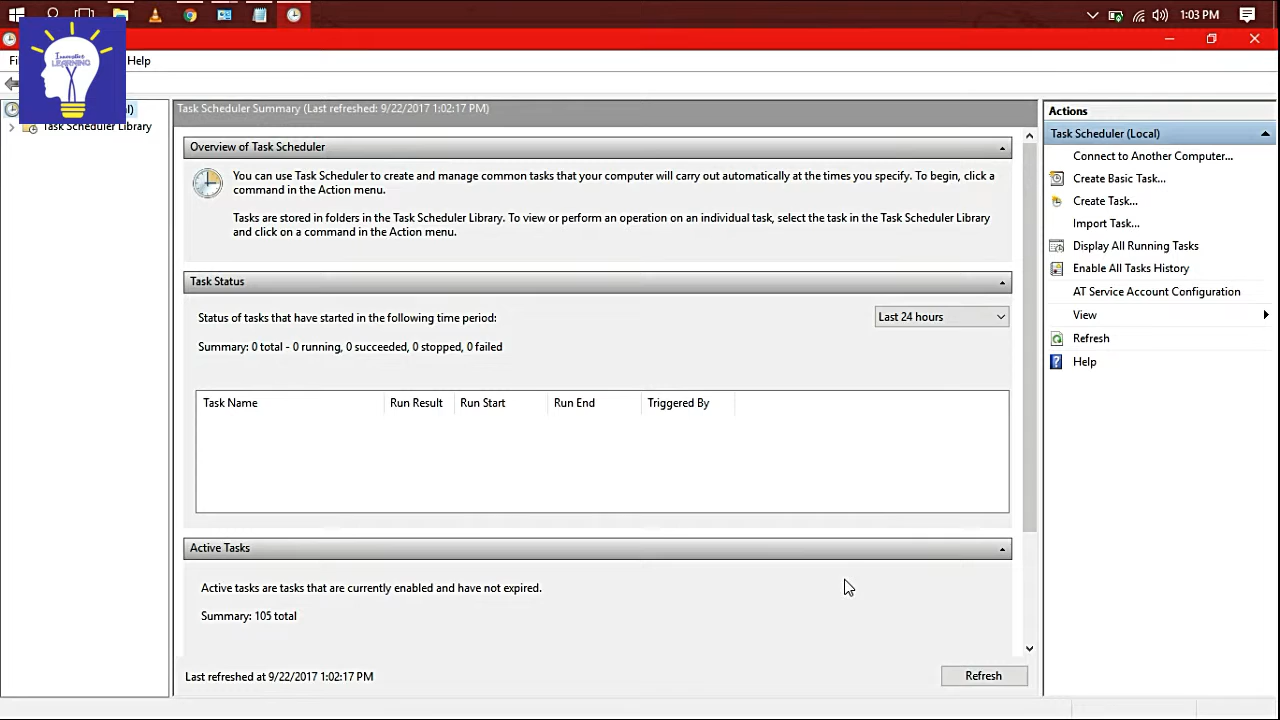 1:03 PM
Innovative
LEARNING
Help
Task Scheduler Library
Task Scheduler Summary (Last refreshed: 9/22/2017 1:02:17 PM)
Overview of Task Scheduler
You can use Task Scheduler to create and manage common tasks that your computer will carry out automatically at the times you specify. To begin, click a
command in the Action menu.
Tasks are stored in folders in the Task Scheduler Library. To view or perform an operation on an individual task, select the task in the Task Scheduler Library
and click on a command in the Action menu.
Task Status
Status of tasks that have started in the following time period:
Last 24 hours
Summary: 0 total - 0 running, 0 succeeded, 0 stopped, 0 failed
Task Name Run Result Run Start Run End Triggered By
Active Tasks
Active tasks are tasks that are currently enabled and have not expired.
Summary: 105 total
Last refreshed at 9/22/2017 1:02:17 PM
Refresh
Actions
Task Scheduler (Local)
Connect to Another Computer...
Create Basic Task...
Create Task...
Import Task...
Display All Running Tasks
Enable All Tasks History
AT Service Account Configuration
View
Refresh
Help